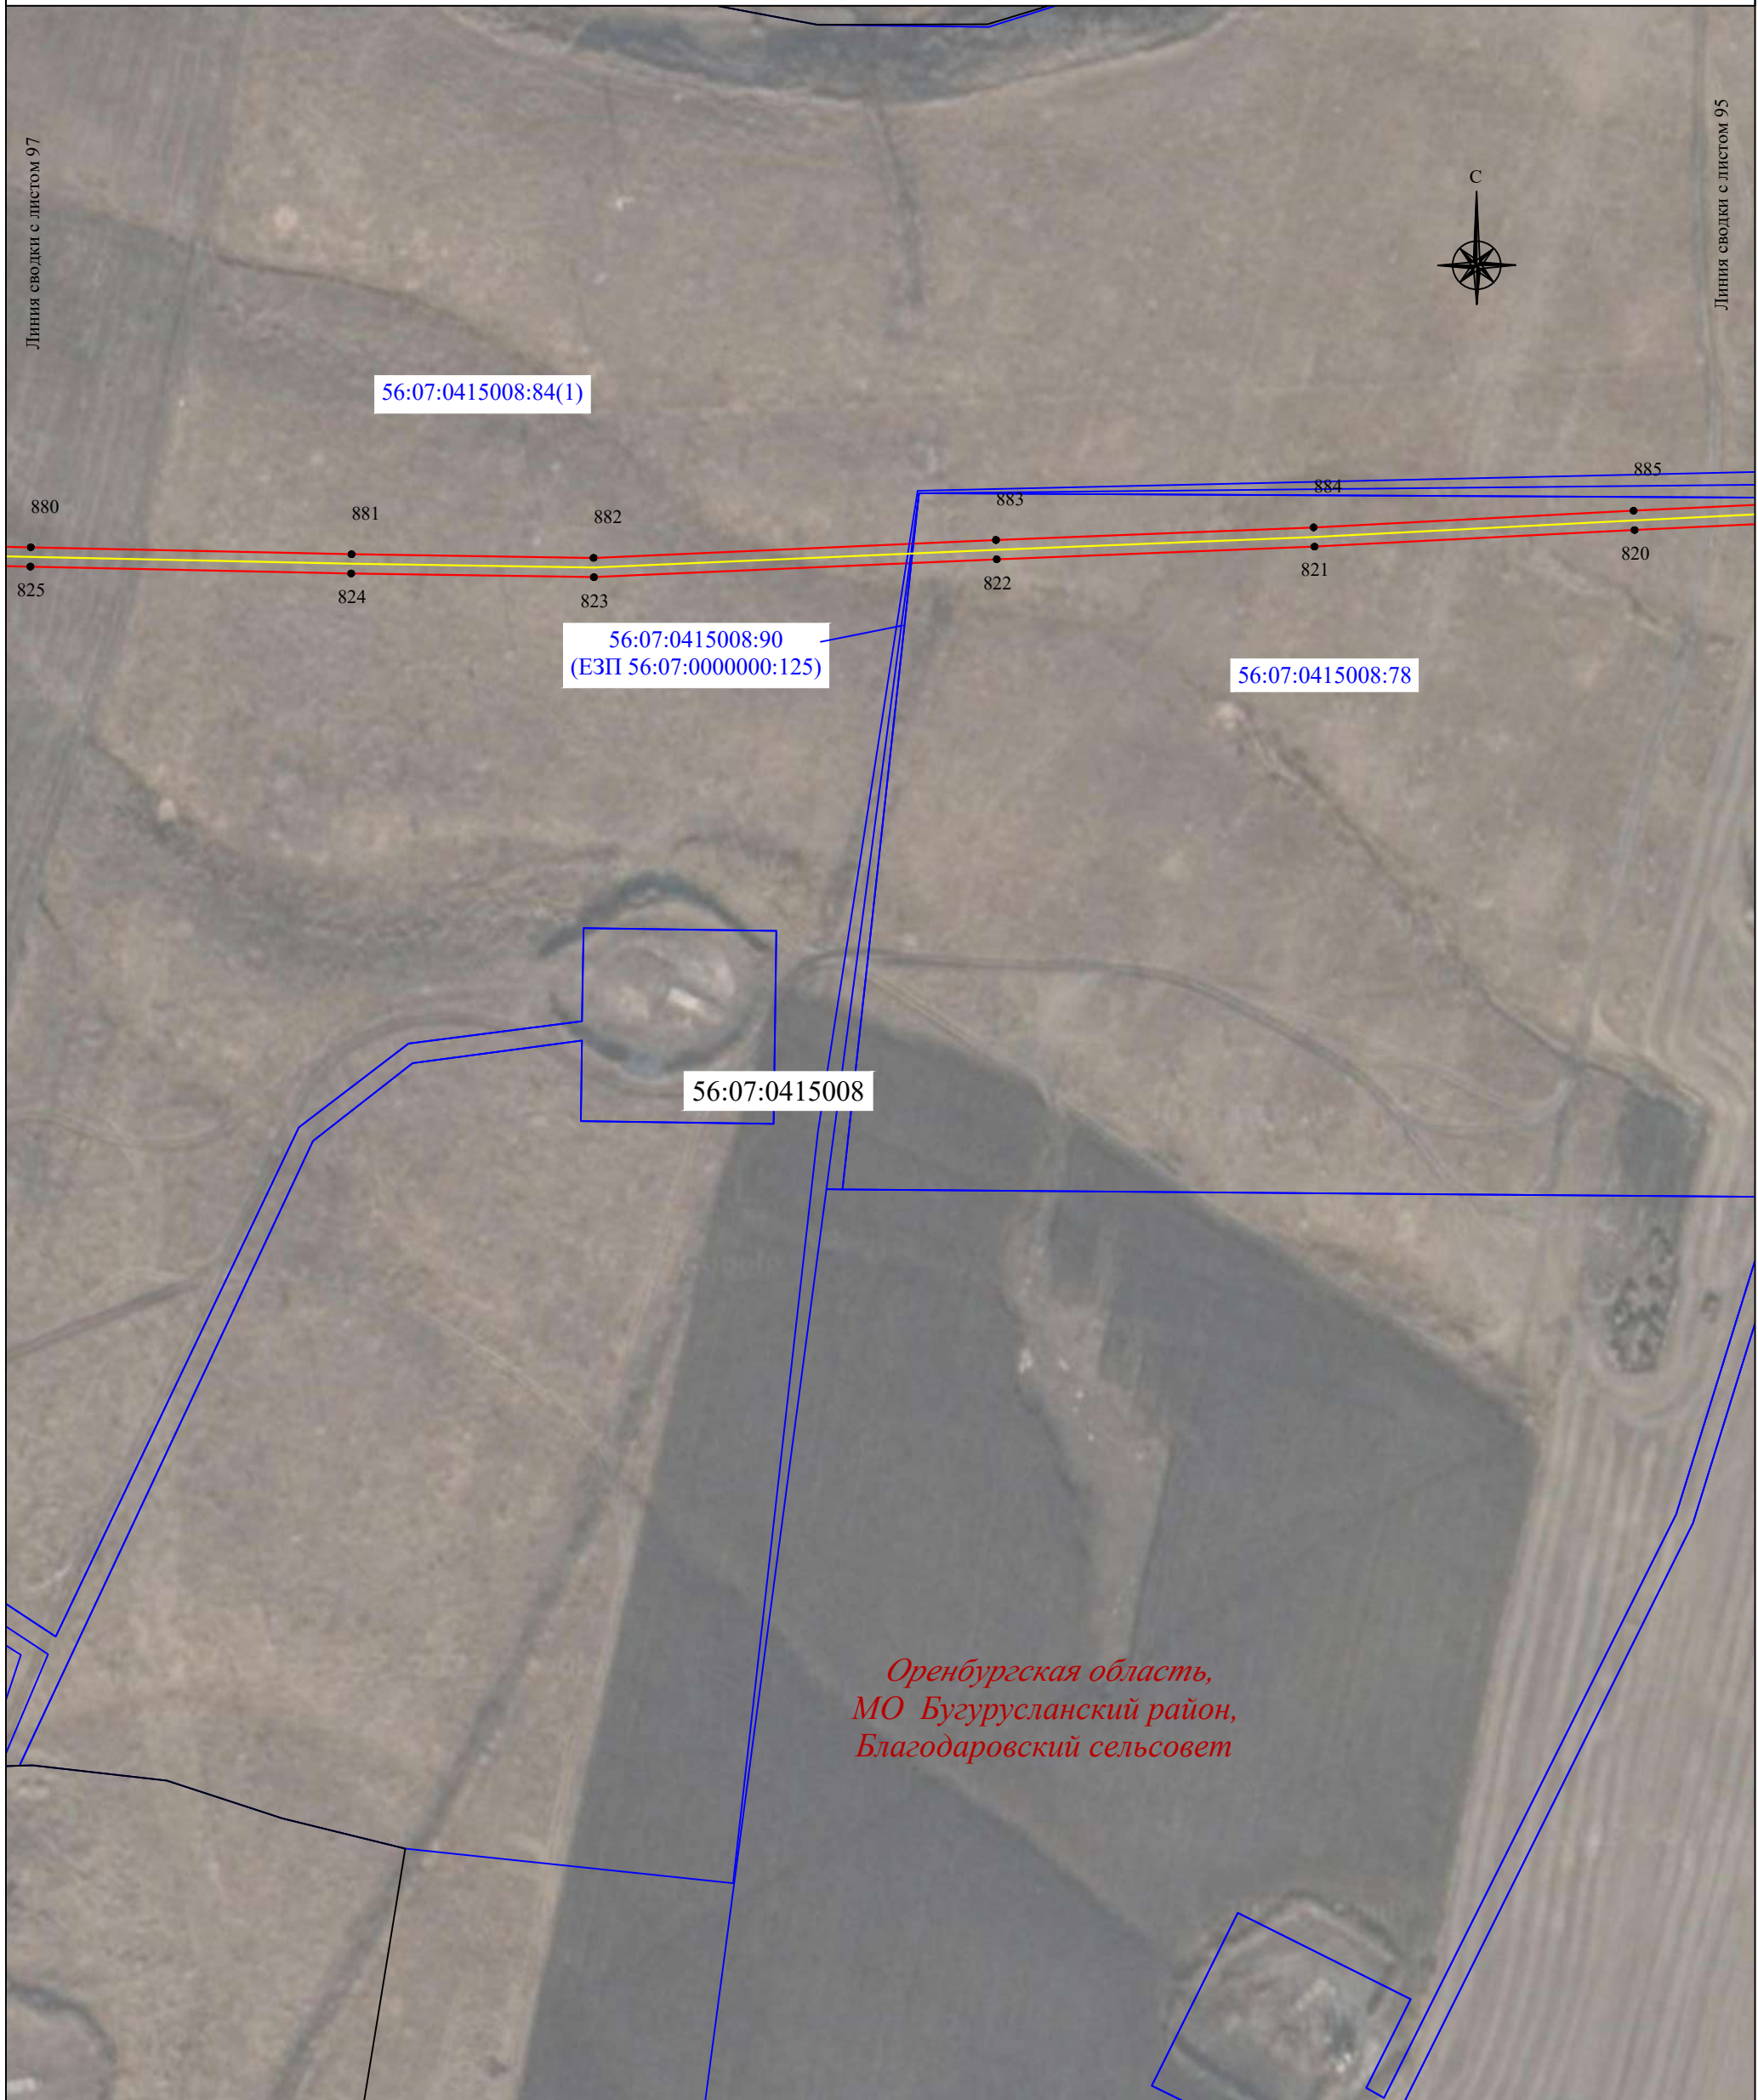 Линия сводки с листом 97
Линия сводки с листом 95
С
56:07:0415008:84(1)
885
884
883
880
881
882
820
821
822
825
824
823
56:07:0415008:90
(ЕЗП 56:07:0000000:125)
56:07:0415008:78
56:07:0415008
Оренбургская область,
МО Бугурусланский район,
Благодаровский сельсовет